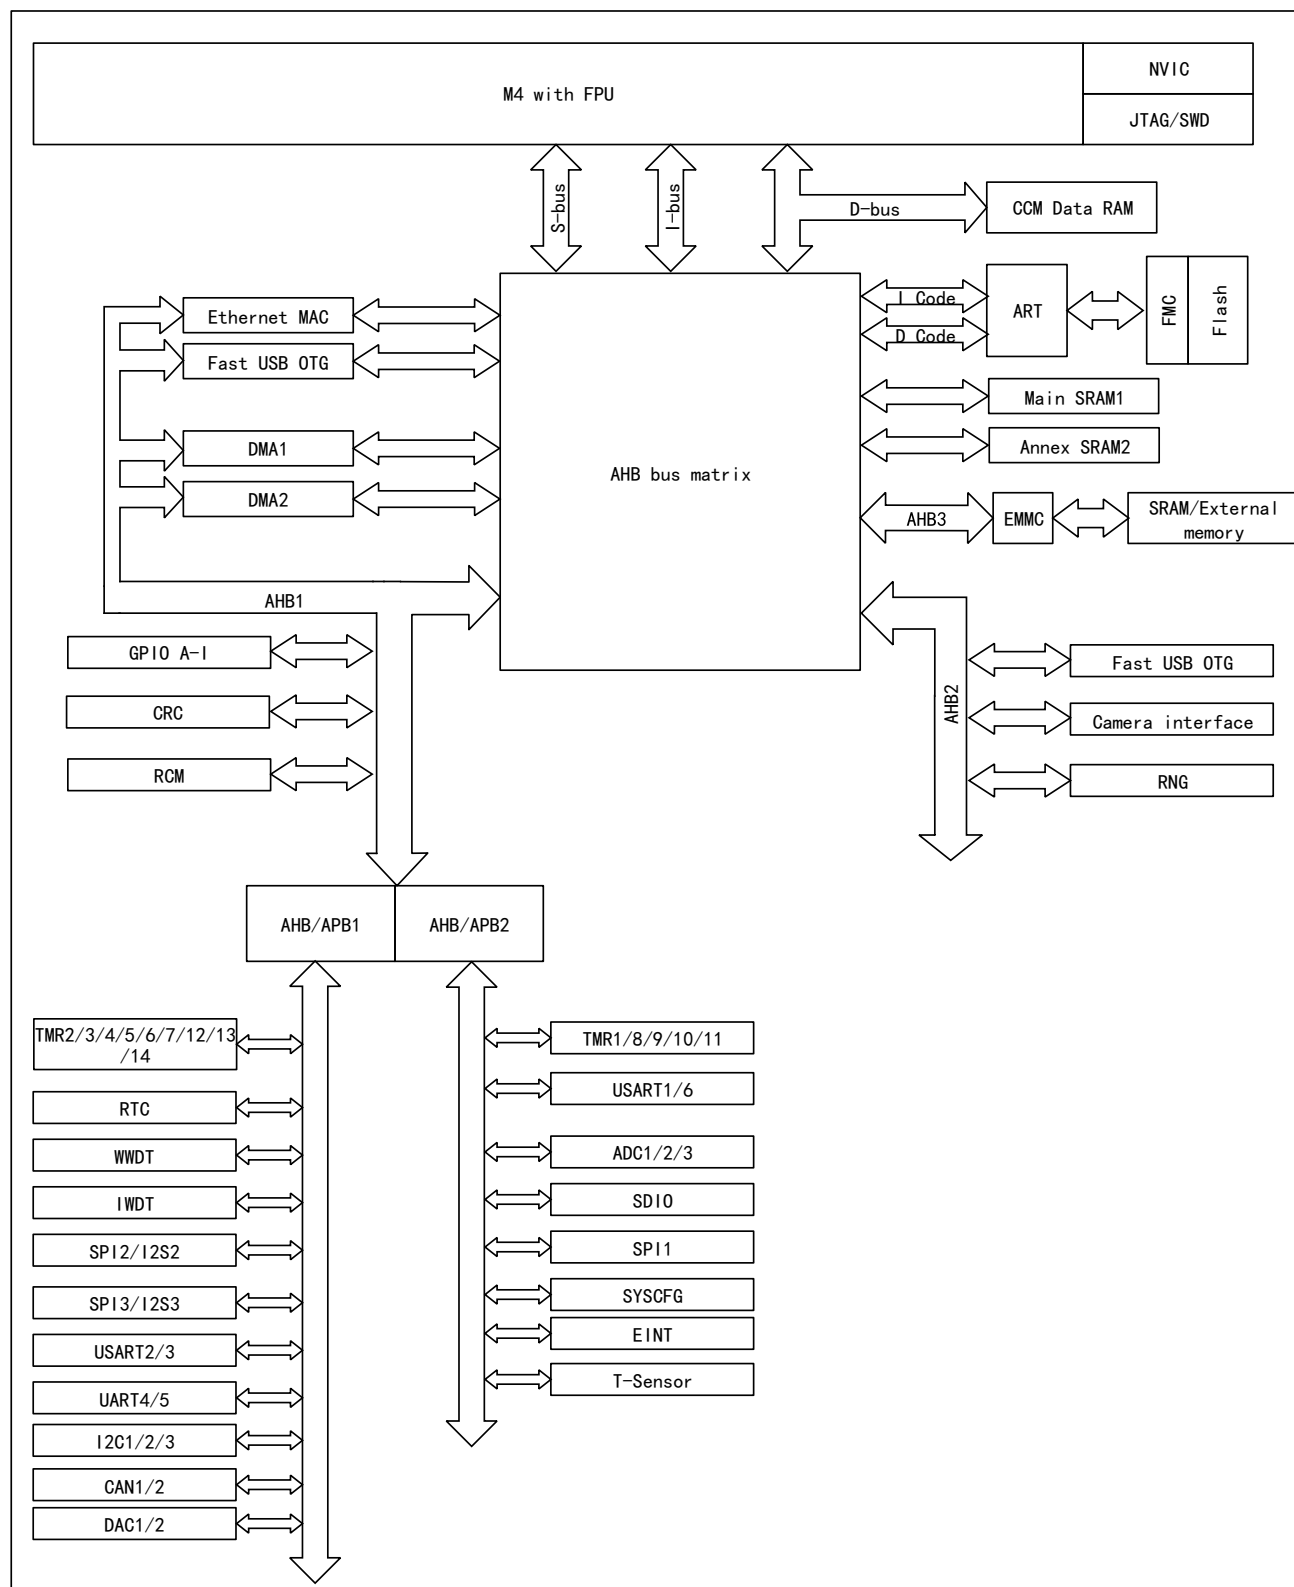 M4 with FPU
NVIC
JTAG/SWD
S-bus
I-bus
D-bus
CCM Data RAM
Ethernet MAC
Fast USB OTG
DMA1
DMA2
AHB bus matrix
I Code
D Code
ART
FMC
Flash
Main SRAM1
Annex SRAM2
AHB3
EMMC
SRAM/External
memory
AHB1
GPIO A-I
CRC
RCM
AHB2
Fast USB OTG
Camera interface
RNG
AHB/APB1
AHB/APB2
TMR2/3/4/5/6/7/12/13
/14
RTC
WWDT
IWDT
SPI2/I2S2
SPI3/I2S3
USART2/3
UART4/5
I2C1/2/3
CAN1/2
DAC1/2
TMR1/8/9/10/11
USART1/6
ADC1/2/3
SDIO
SPI1
SYSCFG
EINT
T-Sensor